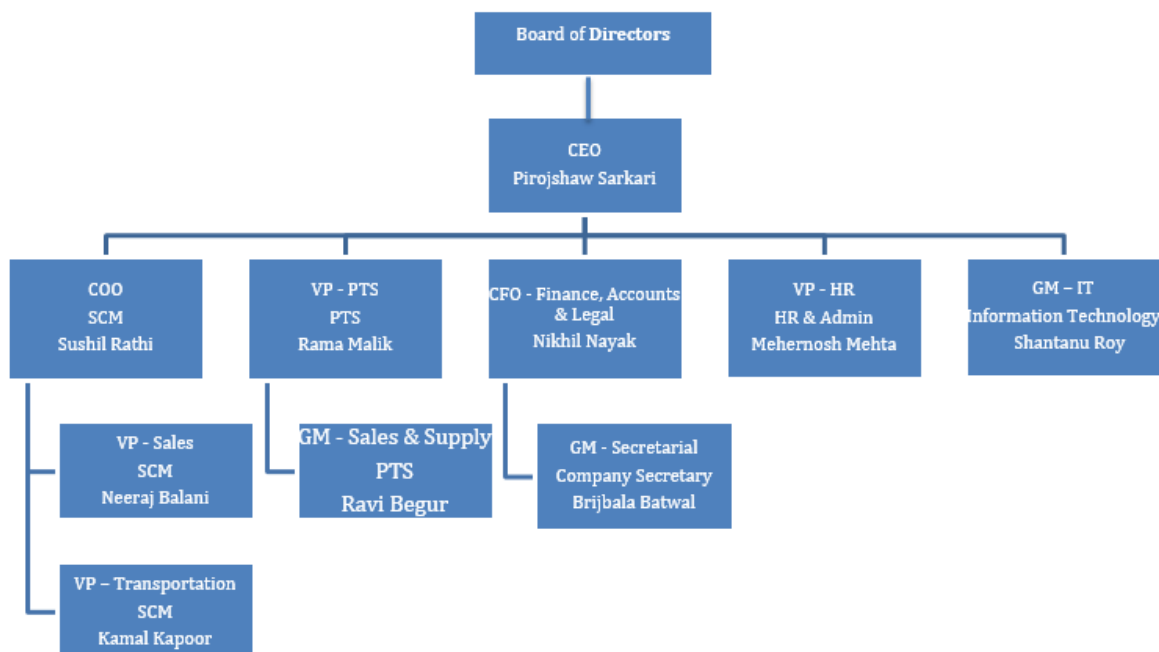 Board of Directors
CEO
Pirojshaw Sarkari
COO
SCM
Sushil Rathi
VP - PTS
PTS
Rama Malik
CFO - Finance, Accounts
& Legal
Nikhil Nayak
VP - HR
HR & Admin
Mehernosh Mehta
GM – IT
Information Technology
Shantanu Roy
VP - Sales
SCM
Neeraj Balani
GM - Sales & Supply
PTS
Ravi Begur
GM - Secretarial
Company Secretary
Brijbala Batwal
VP – Transportation
SCM
Kamal Kapoor